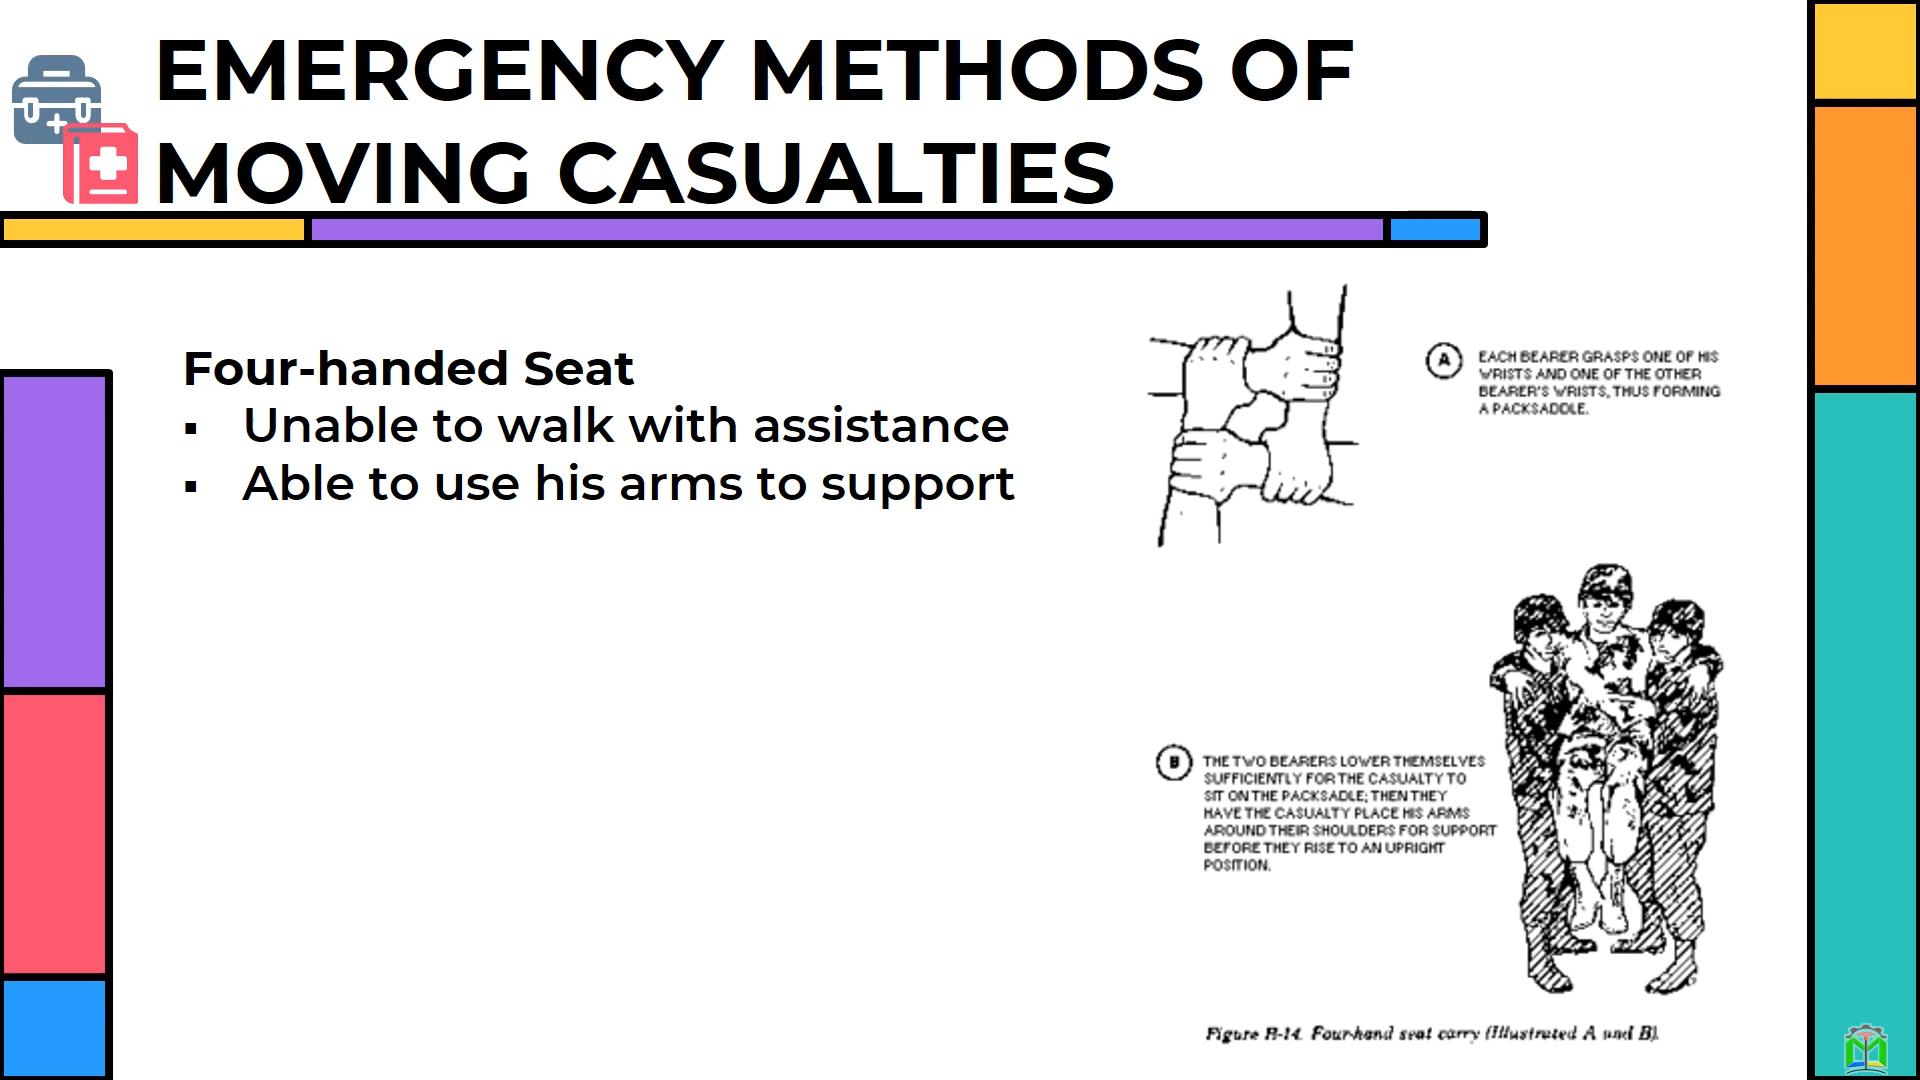 EMERGENCY METHODS OF
MOVING CASUALTIES
Four-handed Seat
▪ Unable to walk with assistance
▪ Able to use his arms to support
A
EACH BEARER GRASPS ONE OF HIS
WRISTS AND ONE OF THE OTHER
BEARER'S WRISTS, THUS FORMING
A PACKSADDLE.
B
THE TWO BEARERS LOWER THEMSELVES
SUFFICIENTLY FOR THE CASUALTY TO
SIT ON THE PACKSADLE; THEN THEY
HAVE THE CASUALTY PLACE HIS ARMS
AROUND THEIR SHOULDERS FOR SUPPORT
BEFORE THEY RISE TO AN UPRIGHT
POSITION.
Figure B-14. Four-hand seat carry (Illustrated A and B).